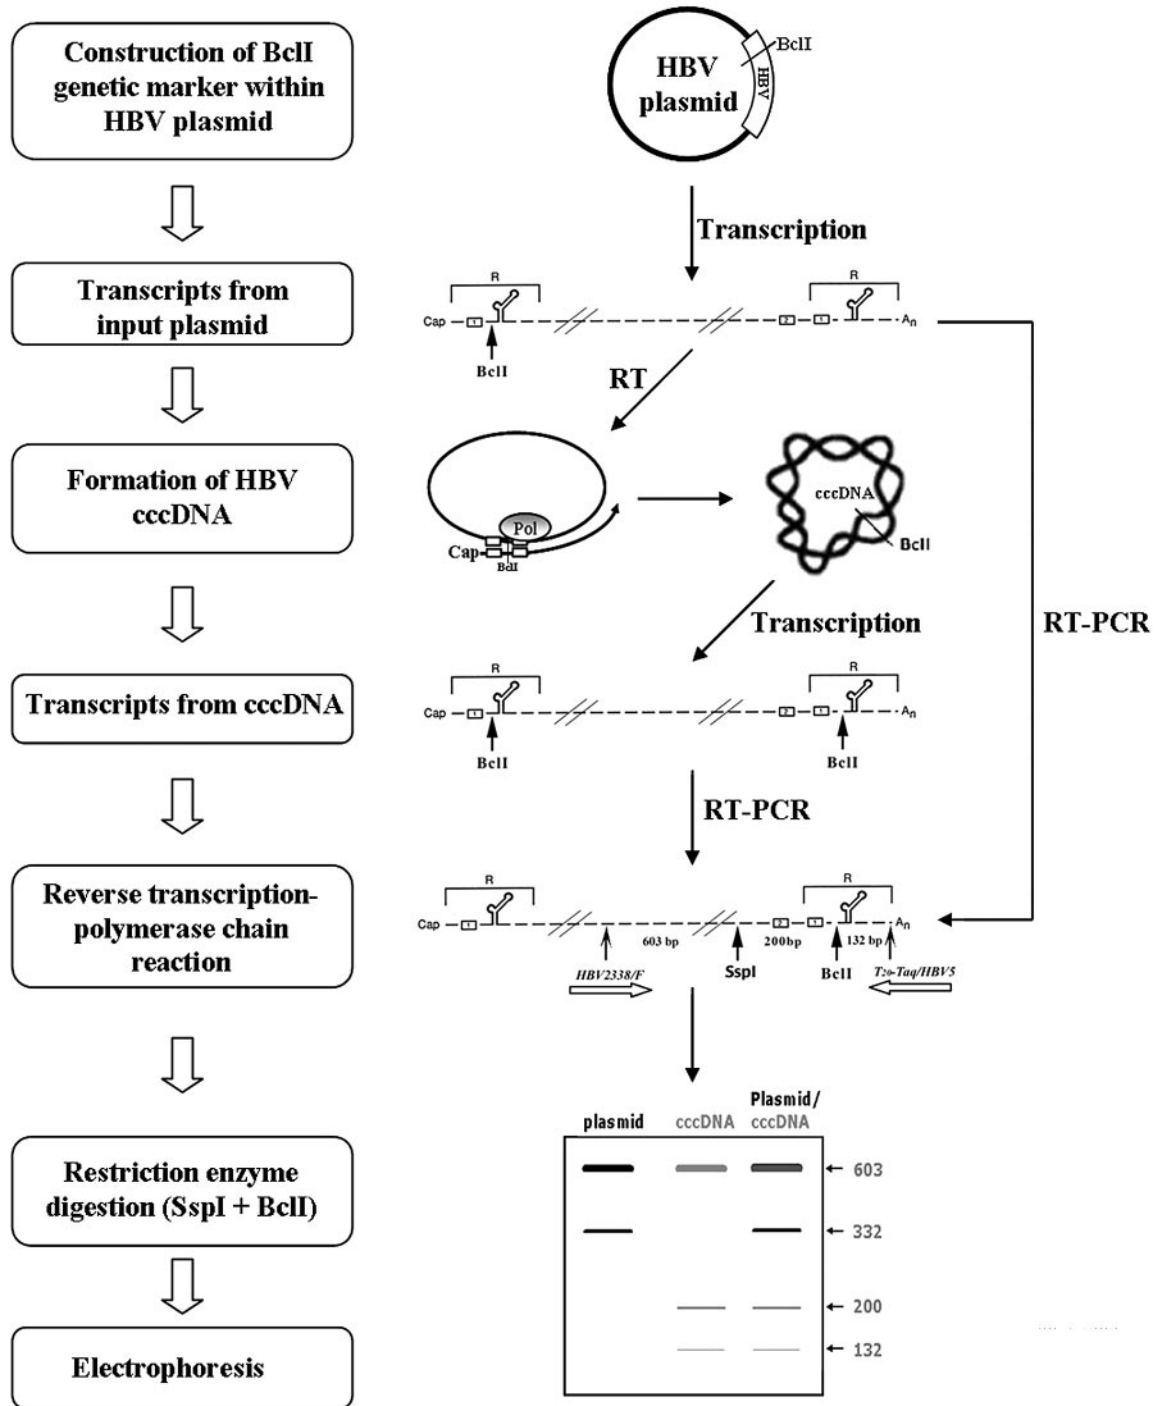 Construction of BclI
genetic marker within
HBV plasmid
Transcripts from
input plasmid
Formation of HBV
cccDNA
Transcripts from cccDNA
Reverse transcription-
polymerase chain
reaction
Restriction enzyme
digestion (SspI + BclI)
Electrophoresis
HBV
plasmid
BclI
HBV
Transcription
R
R
Cap
1
2
1
An
BclI
RT
Pol
Cap
BclI
cccDNA
BclI
Transcription
RT-PCR
R
R
Cap
1
2
1
An
BclI
BclI
RT-PCR
R
R
Cap
1
2
1
An
603 bp
200bp
132 bp
HBV2338/F
SspI
BclI
T20-Taq/HBV5
plasmid
cccDNA
Plasmid/
cccDNA
603
332
200
132